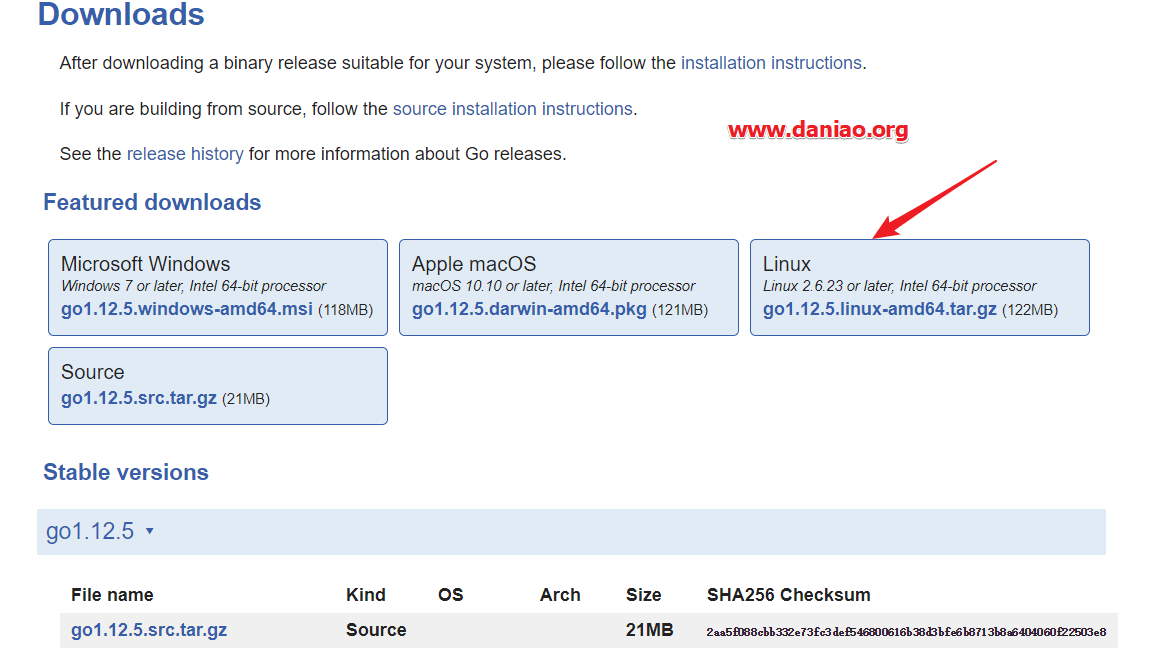 Downloads
After downloading a binary release suitable for your system, please follow the installation instructions.
If you are building from source, follow the source installation instructions.
www.daniao.org
See the release history for more information about Go releases.
Featured downloads
Microsoft Windows
Windows 7 or later, Intel 64-bit processor
go1.12.5.windows-amd64.msi (118MB)
Apple macOS
macOS 10.10 or later, Intel 64-bit processor
go1.12.5.darwin-amd64.pkg (121MB)
Linux
Linux 2.6.23 or later, Intel 64-bit processor
go1.12.5.linux-amd64.tar.gz (122MB)
Source
go1.12.5.src.tar.gz (21MB)
Stable versions
go1.12.5 ▾
File name Kind OS Arch Size SHA256 Checksum
go1.12.5.src.tar.gz Source 21MB 2aa5f088cbb332e73fc3def546800616b38d3bfe6b8713b8a6404060f22503e8